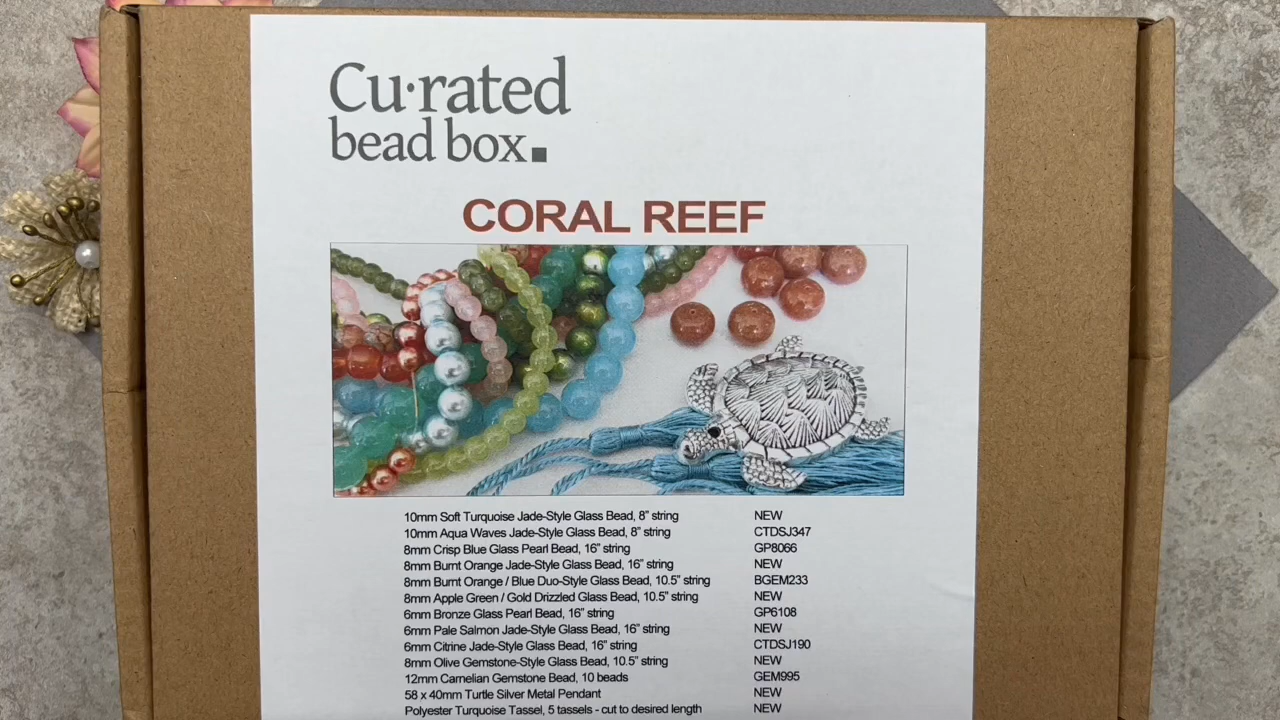 Cu·rated
bead box.
CORAL REEF
10mm Soft Turquoise Jade-Style Glass Bead, 8” string NEW
10mm Aqua Waves Jade-Style Glass Bead, 8” string CTDSJ347
8mm Crisp Blue Glass Pearl Bead, 16” string GP8066
8mm Burnt Orange Jade-Style Glass Bead, 16” string NEW
8mm Burnt Orange / Blue Duo-Style Glass Bead, 10.5” string BGEM233
8mm Apple Green / Gold Drizzled Glass Bead, 10.5” string NEW
6mm Bronze Glass Pearl Bead, 16” string GP6108
6mm Pale Salmon Jade-Style Glass Bead, 16” string NEW
6mm Citrine Jade-Style Glass Bead, 16” string CTDSJ190
8mm Olive Gemstone-Style Glass Bead, 10.5” string NEW
12mm Carnelian Gemstone Bead, 10 beads GEM995
58 x 40mm Turtle Silver Metal Pendant NEW
Polyester Turquoise Tassel, 5 tassels - cut to desired length NEW